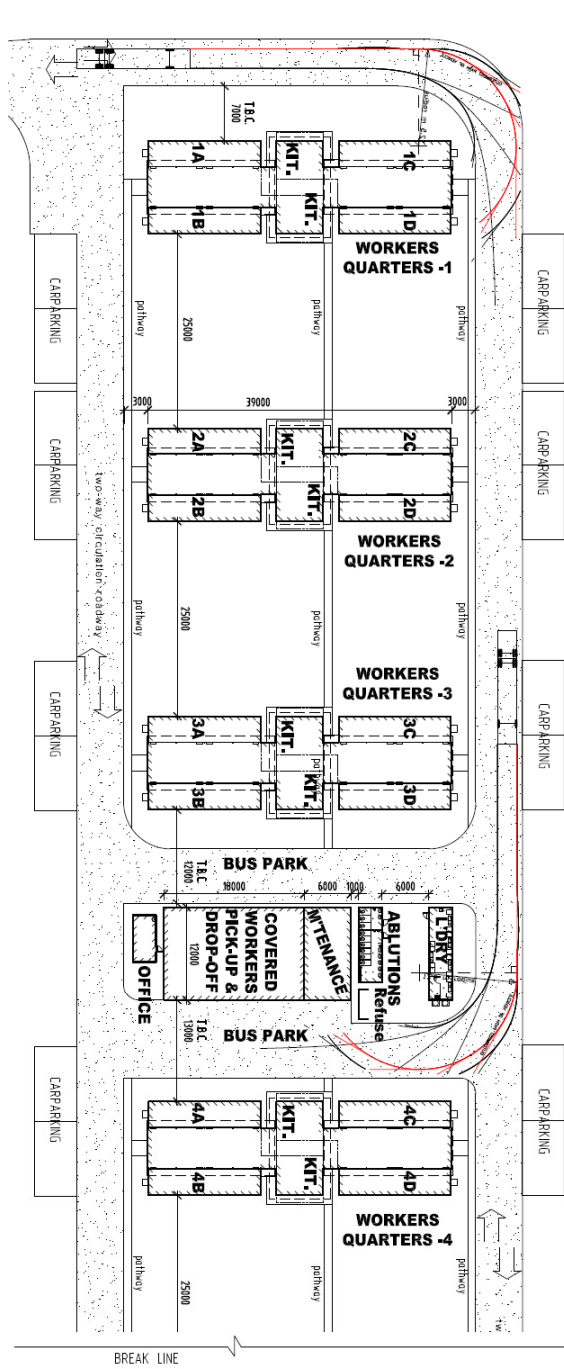 T.B.C.
7000
1A
KIT.
1C
1B
KIT.
1D
WORKERS
QUARTERS -1
CARPARKING
CARPARKING
pathway
25000
pathway
pathway
3000
39000
3000
2A
KIT.
2C
2B
KIT.
2D
CARPARKING
CARPARKING
WORKERS
QUARTERS -2
two-way circulation roadway
pathway
25000
pathway
pathway
WORKERS
QUARTERS -3
CARPARKING
CARPARKING
3A
KIT.
3C
pathway
3B
KIT.
3D
T.B.C
12000
BUS PARK
18000
6000
1000
6000
OFFICE
12000
COVERED
WORKERS
PICK-UP &
DROP-OFF
M'TENANCE
ABLUTIONS
Refuse
L'DRY
T.B.C.
13000
BUS PARK
CARPARKING
CARPARKING
4A
KIT.
4C
4B
KIT.
4D
WORKERS
QUARTERS -4
pathway
25000
pathway
pathway
tw
BREAK LINE